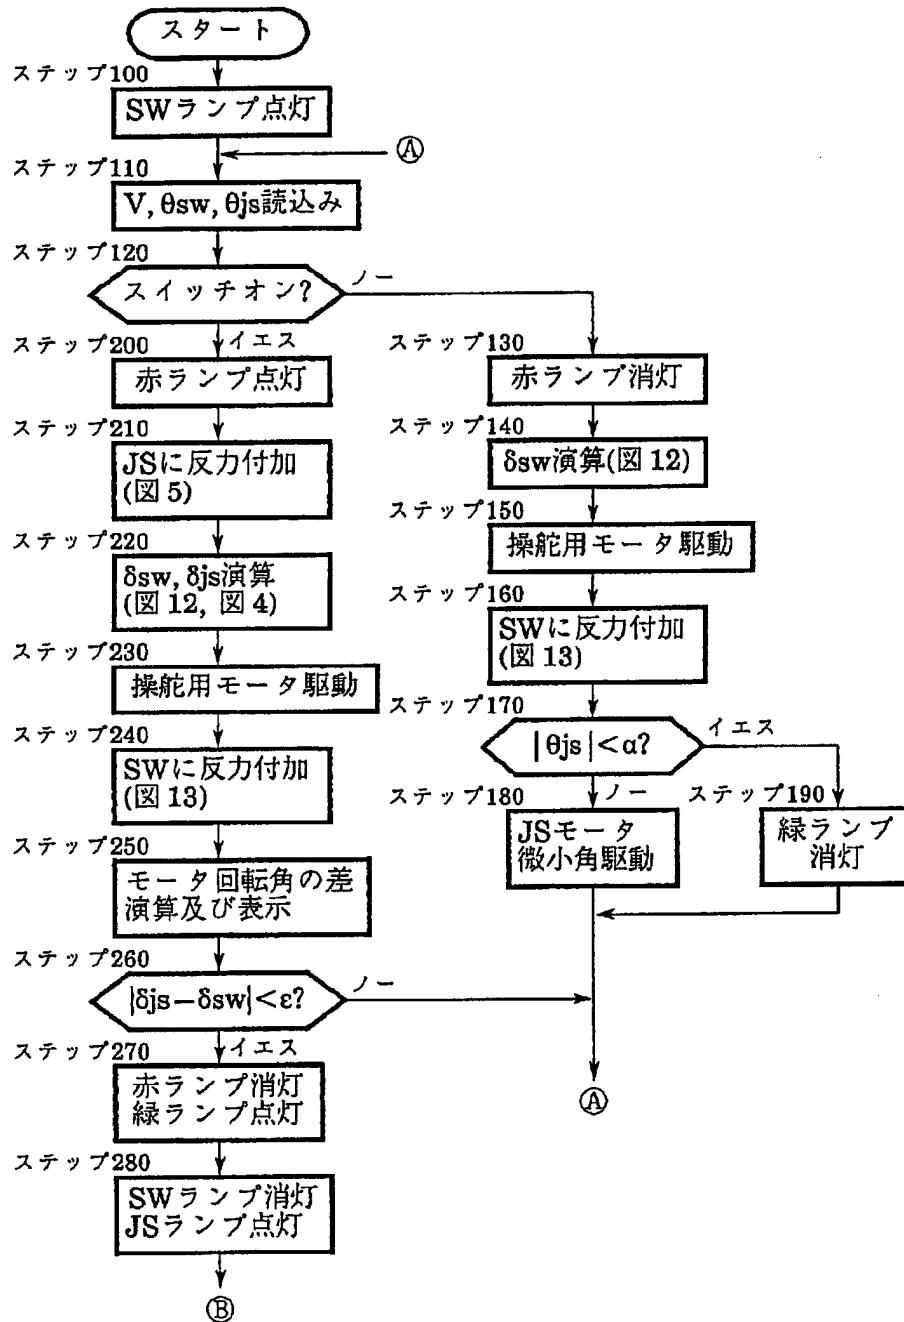 スタート
ステップ100
SWランプ点灯
Ⓐ
ステップ110
V, θsw, θjs読込み
ステップ120
スイッチオン?
ノー
イエス
ステップ200
赤ランプ点灯
ステップ210
JSに反力付加
(図5)
ステップ220
δsw, δjs演算
(図12, 図4)
ステップ230
操舵用モータ駆動
ステップ240
SWに反力付加
(図13)
ステップ250
モータ回転角の差
演算及び表示
ステップ260
|δjs−δsw|<ε?
ノー
イエス
ステップ270
赤ランプ消灯
緑ランプ点灯
ステップ280
SWランプ消灯
JSランプ点灯
Ⓑ
ステップ130
赤ランプ消灯
ステップ140
δsw演算(図12)
ステップ150
操舵用モータ駆動
ステップ160
SWに反力付加
(図13)
ステップ170
|θjs|<α?
イエス
ノー
ステップ180
JSモータ
微小角駆動
ステップ190
緑ランプ
消灯
Ⓐ